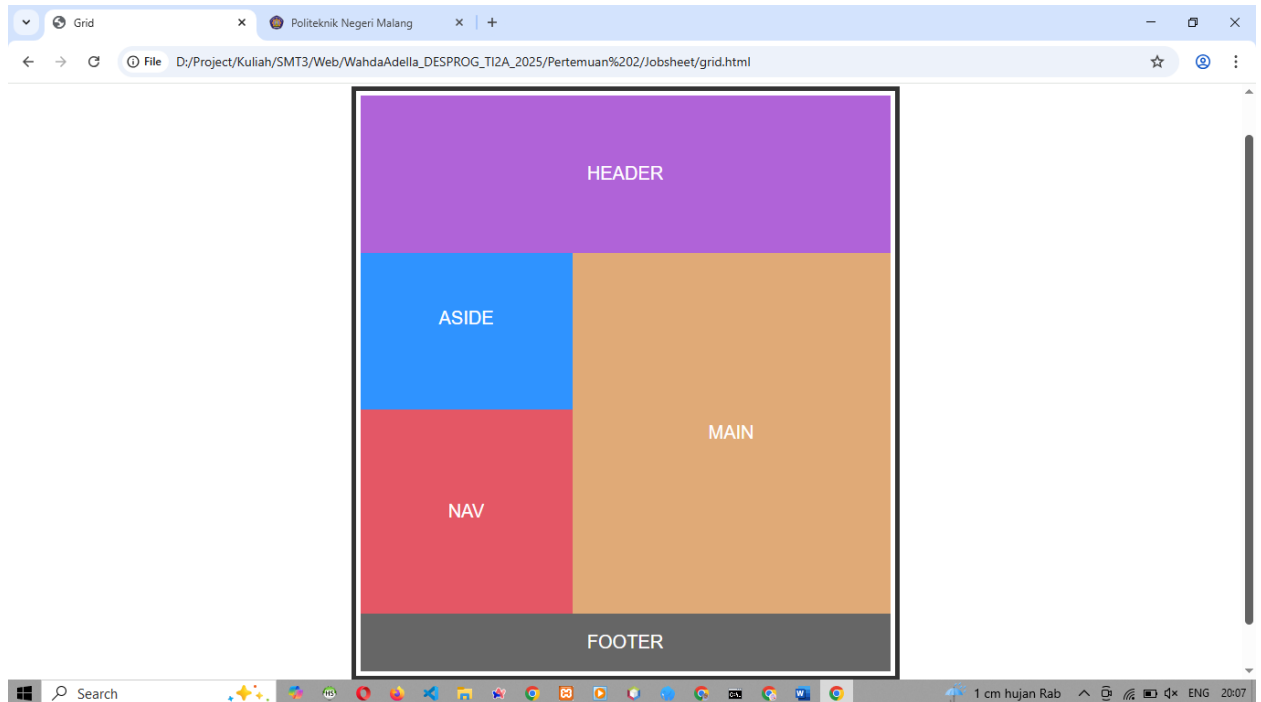 Grid
Politeknik Negeri Malang
File D:/Project/Kuliah/SMT3/Web/WahdaAdella_DESPROG_TI2A_2025/Pertemuan%202/Jobsheet/grid.html
HEADER
ASIDE
MAIN
NAV
FOOTER
Search
1 cm hujan Rab
ENG
20:07